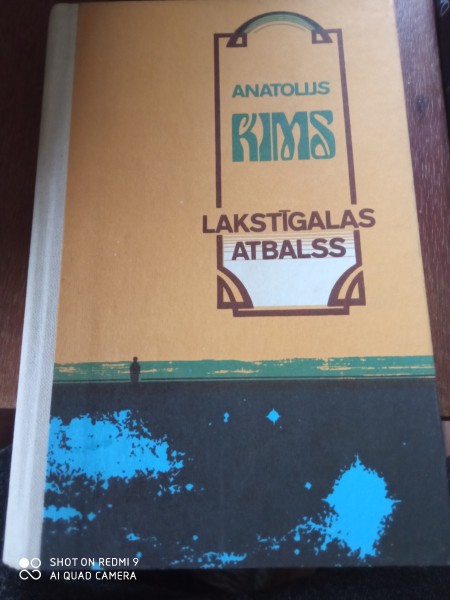 ANATOLIJS
KIMS
LAKSTĪGALAS
ATBALSS
SHOT ON REDMI 9
AI QUAD CAMERA